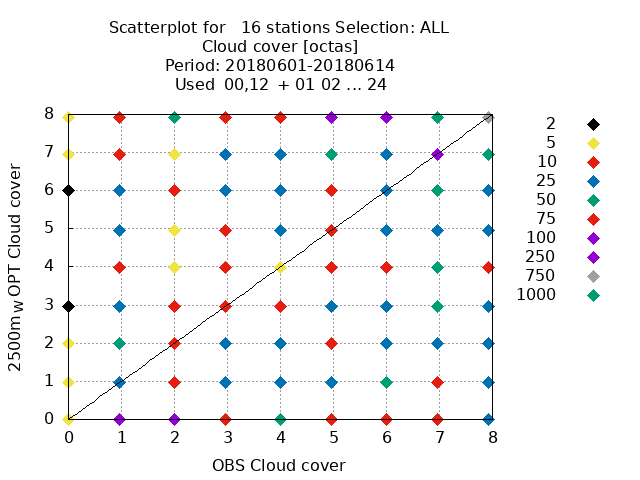 Scatterplot for   16 stations Selection: ALL
Cloud cover [octas]
Period: 20180601-20180614
Used  00,12  + 01 02 ... 24
8
7
6
5
4
3
2
1
0
2500m_W OPT Cloud cover
0 1 2 3 4 5 6 7 8
OBS Cloud cover
2
5
10
25
50
75
100
250
750
1000